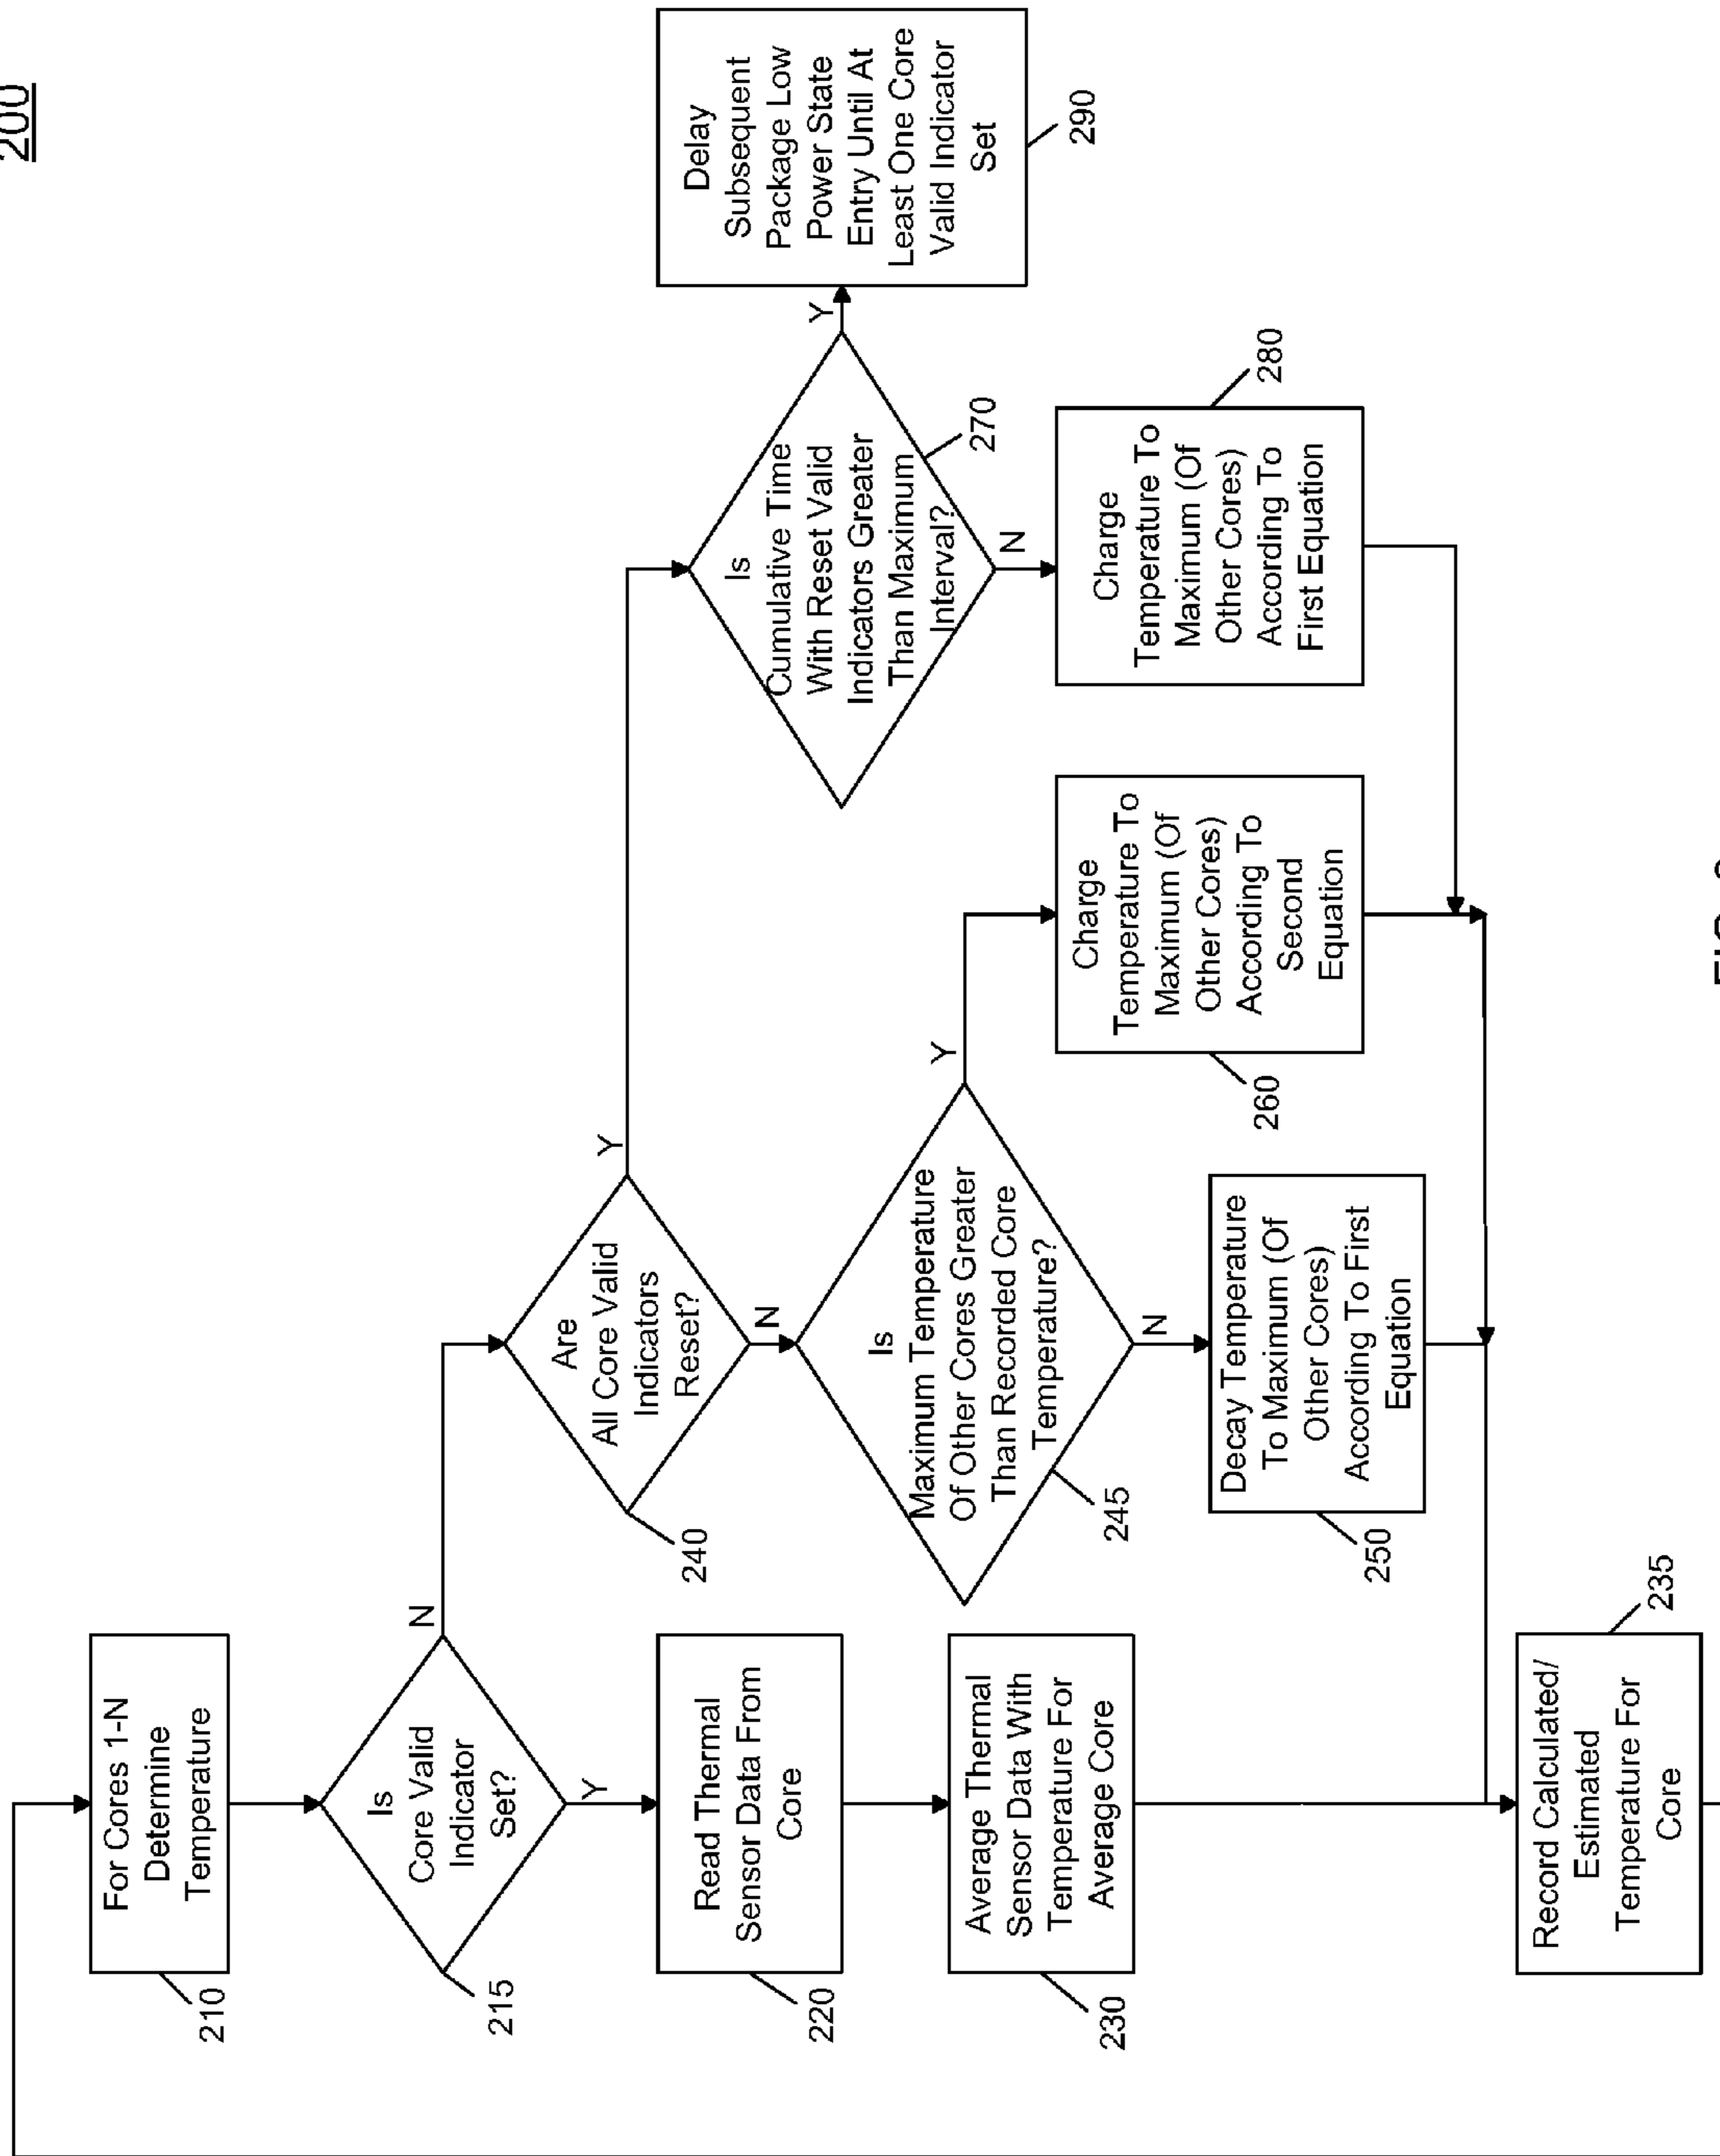 200
For Cores 1-N
Determine
Temperature
210
Is
Core Valid
Indicator
Set?
215
N
Y
Read Thermal
Sensor Data From
Core
220
Average Thermal
Sensor Data With
Temperature For
Average Core
230
Record Calculated/
Estimated
Temperature For
Core
235
Are
All Core Valid
Indicators
Reset?
240
Y
N
Is
Maximum Temperature
Of Other Cores Greater
Than Recorded Core
Temperature?
245
Y
N
Decay Temperature
To Maximum (Of
Other Cores)
According To First
Equation
250
Charge
Temperature To
Maximum (Of
Other Cores)
According To
Second
Equation
260
Is
Cumulative Time
With Reset Valid
Indicators Greater
Than Maximum
Interval?
270
Y
N
Charge
Temperature To
Maximum (Of
Other Cores)
According To
First Equation
280
Delay
Subsequent
Package Low
Power State
Entry Until At
Least One Core
Valid Indicator
Set
290